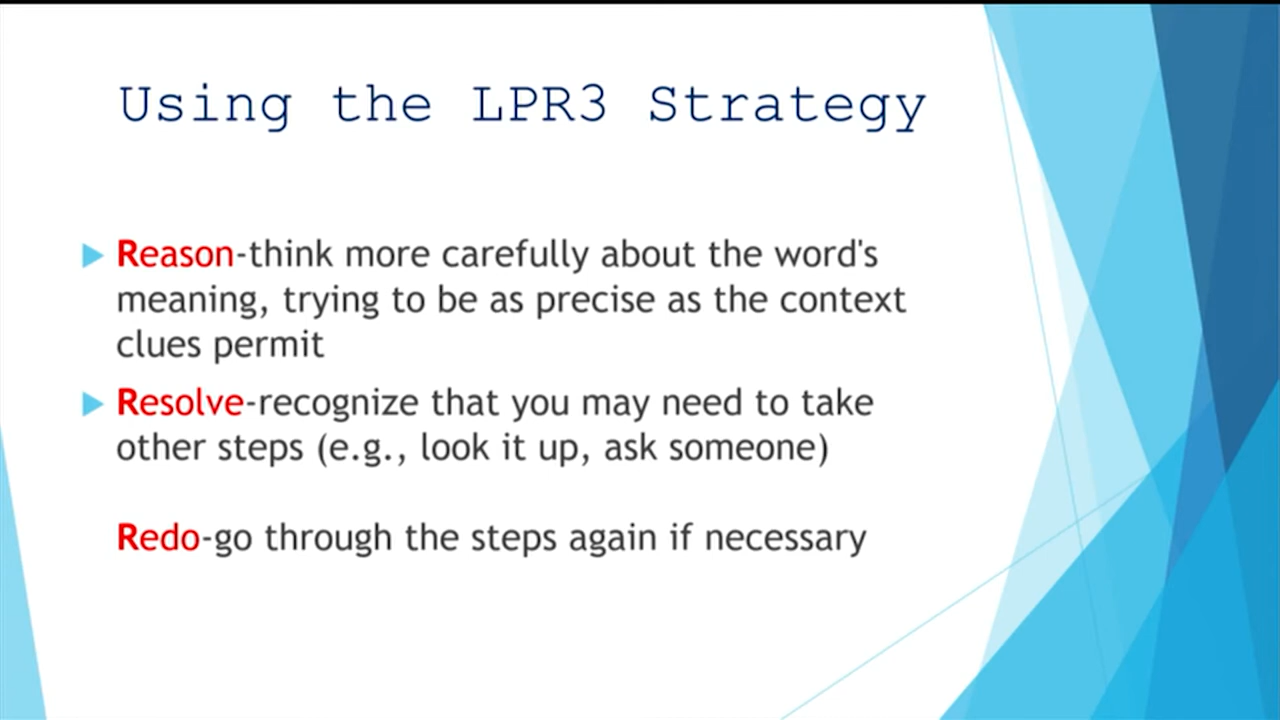 Using the LPR3 Strategy
Reason-think more carefully about the word's
meaning, trying to be as precise as the context
clues permit
Resolve-recognize that you may need to take
other steps (e.g., look it up, ask someone)
Redo-go through the steps again if necessary